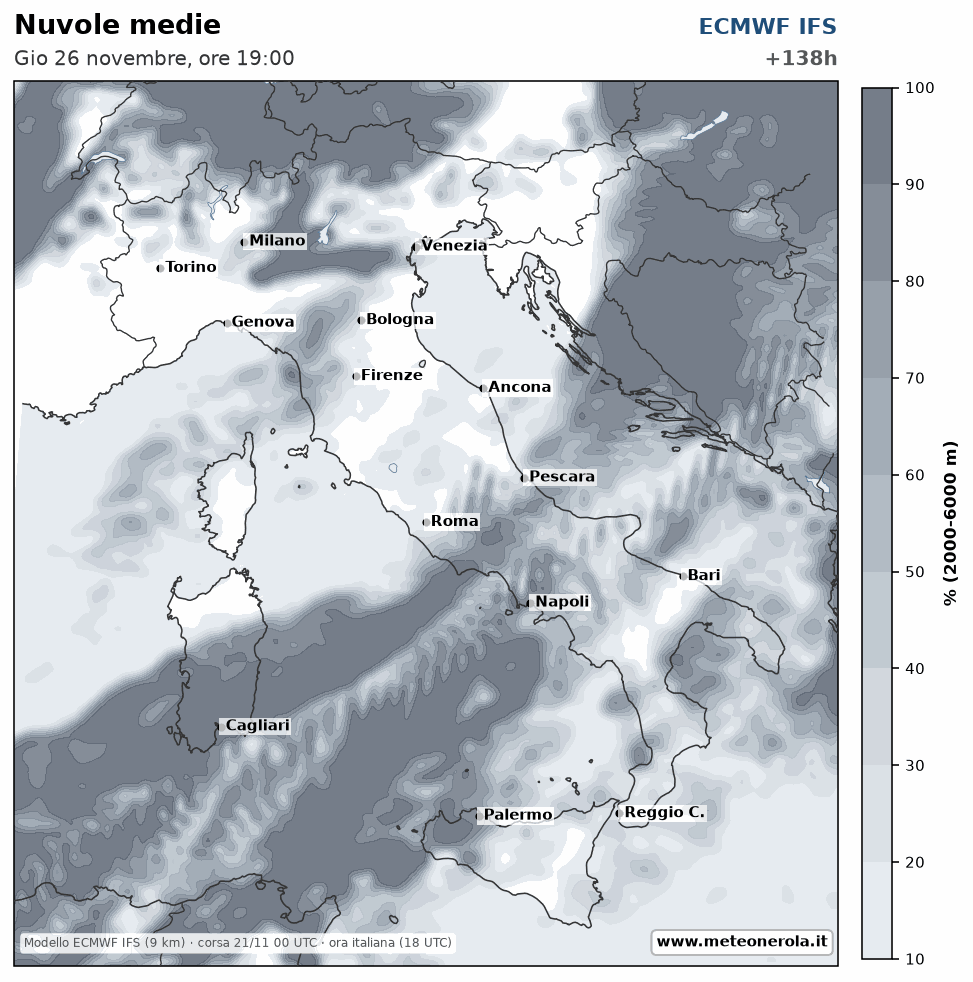 Nuvole medie
ECMWF IFS
Gio 26 novembre, ore 19:00
+138h
100
90
80
70
60
50
40
30
20
10
% (2000-6000 m)
Milano
Venezia
Torino
Genova
Bologna
Firenze
Ancona
Pescara
Roma
Bari
Napoli
Cagliari
Palermo
Reggio C.
Modello ECMWF IFS (9 km) · corsa 21/11 00 UTC · ora italiana (18 UTC)
www.meteonerola.it